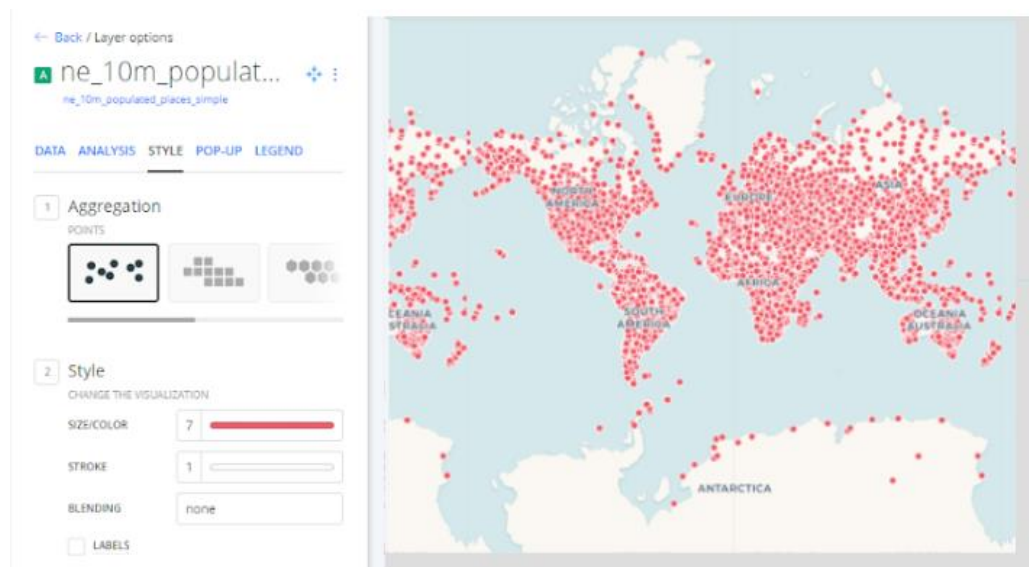 ← Back / Layer options
A ne_10m_populat...
ne_10m_populated_places_simple
DATA ANALYSIS STYLE POP-UP LEGEND
1 Aggregation
POINTS
2 Style
CHANGE THE VISUALIZATION
SIZE/COLOR 7
STROKE 1
BLENDING none
LABELS
NORTH
AMERICA
EUROPE
ASIA
AFRICA
SOUTH
AMERICA
CEANIA
STRALIA
OCEANIA
AUSTRALIA
ANTARCTICA